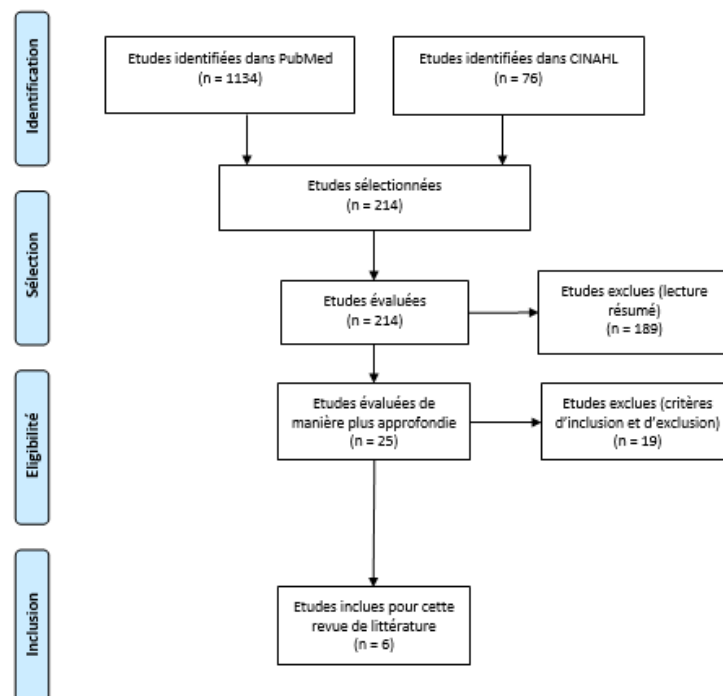 Identification
Etudes identifiées dans PubMed
(n = 1134)
Etudes identifiées dans CINAHL
(n = 76)
Etudes sélectionnées
(n = 214)
Sélection
Etudes évaluées
(n = 214)
Etudes exclues (lecture
résumé)
(n = 189)
Eligibilité
Etudes évaluées de
manière plus approfondie
(n = 25)
Etudes exclues (critères
d'inclusion et d'exclusion)
(n = 19)
Inclusion
Etudes inclues pour cette
revue de littérature
(n = 6)